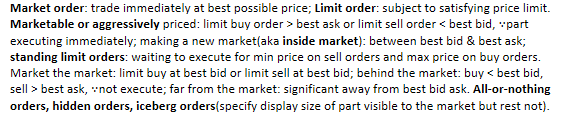 Market order: trade immediately at best possible price; Limit order: subject to satisfying price limit.
Marketable or aggressively priced: limit buy order > best ask or limit sell order < best bid, ∵part
executing immediately; making a new market(aka inside market): between best bid & best ask;
standing limit orders: waiting to execute for min price on sell orders and max price on buy orders.
Market the market: limit buy at best bid or limit sell at best bid; behind the market: buy < best bid,
sell > best ask, ∵not execute; far from the market: significant away from best bid ask. All-or-nothing
orders, hidden orders, iceberg orders(specify display size of part visible to the market but rest not).